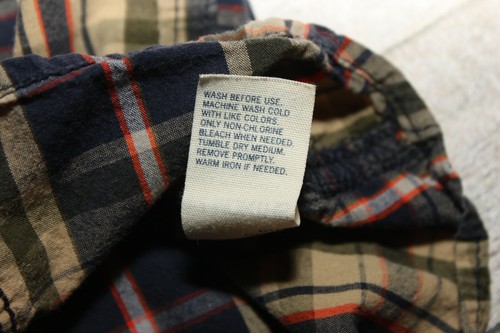 WASH BEFORE USE.
MACHINE WASH COLD
WITH LIKE COLORS.
ONLY NON-CHLORINE
BLEACH WHEN NEEDED.
TUMBLE DRY MEDIUM.
REMOVE PROMPTLY.
WARM IRON IF NEEDED.